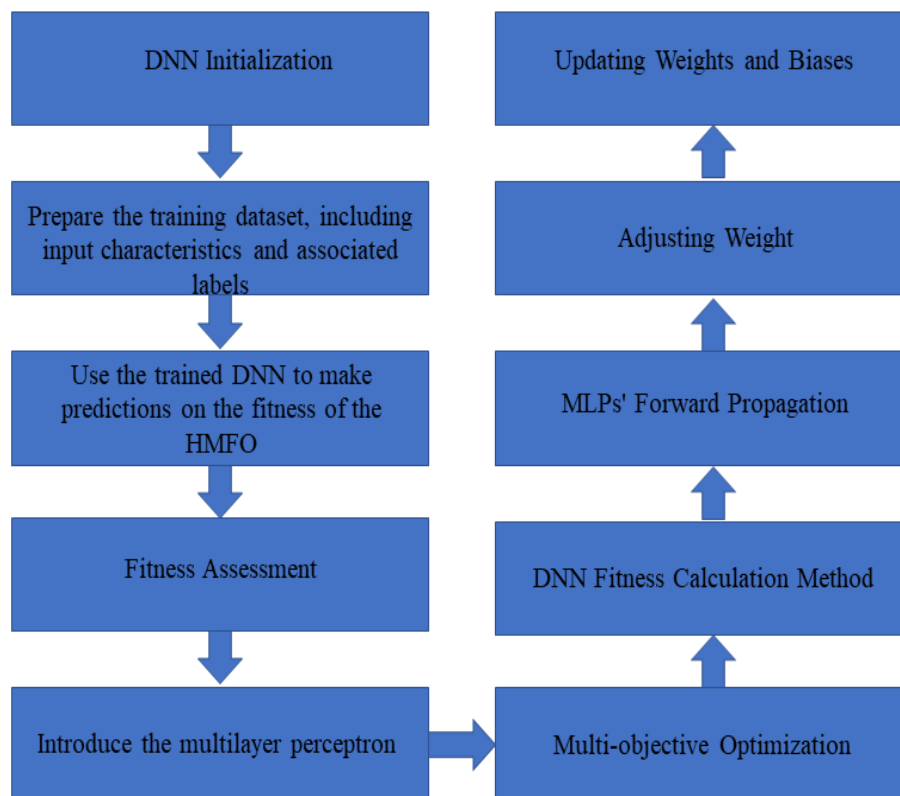 DNN Initialization
Prepare the training dataset, including
input characteristics and associated
labels
Use the trained DNN to make
predictions on the fitness of the
HMFO
Fitness Assessment
Introduce the multilayer perceptron
Multi-objective Optimization
DNN Fitness Calculation Method
MLPs' Forward Propagation
Adjusting Weight
Updating Weights and Biases